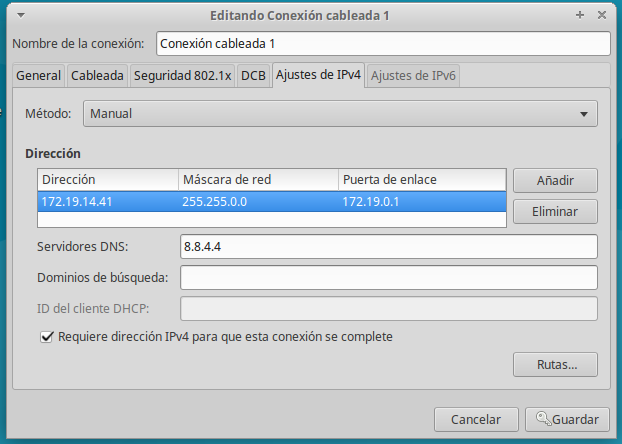 Editando Conexión cableada 1
Nombre de la conexión: Conexión cableada 1
General Cableada Seguridad 802.1x DCB Ajustes de IPv4 Ajustes de IPv6
Método: Manual
Dirección
Dirección Máscara de red Puerta de enlace Añadir
172.19.14.41 255.255.0.0 172.19.0.1
Eliminar
Servidores DNS: 8.8.4.4
Dominios de búsqueda:
ID del cliente DHCP:
Requiere dirección IPv4 para que esta conexión se complete
Rutas...
Cancelar Guardar